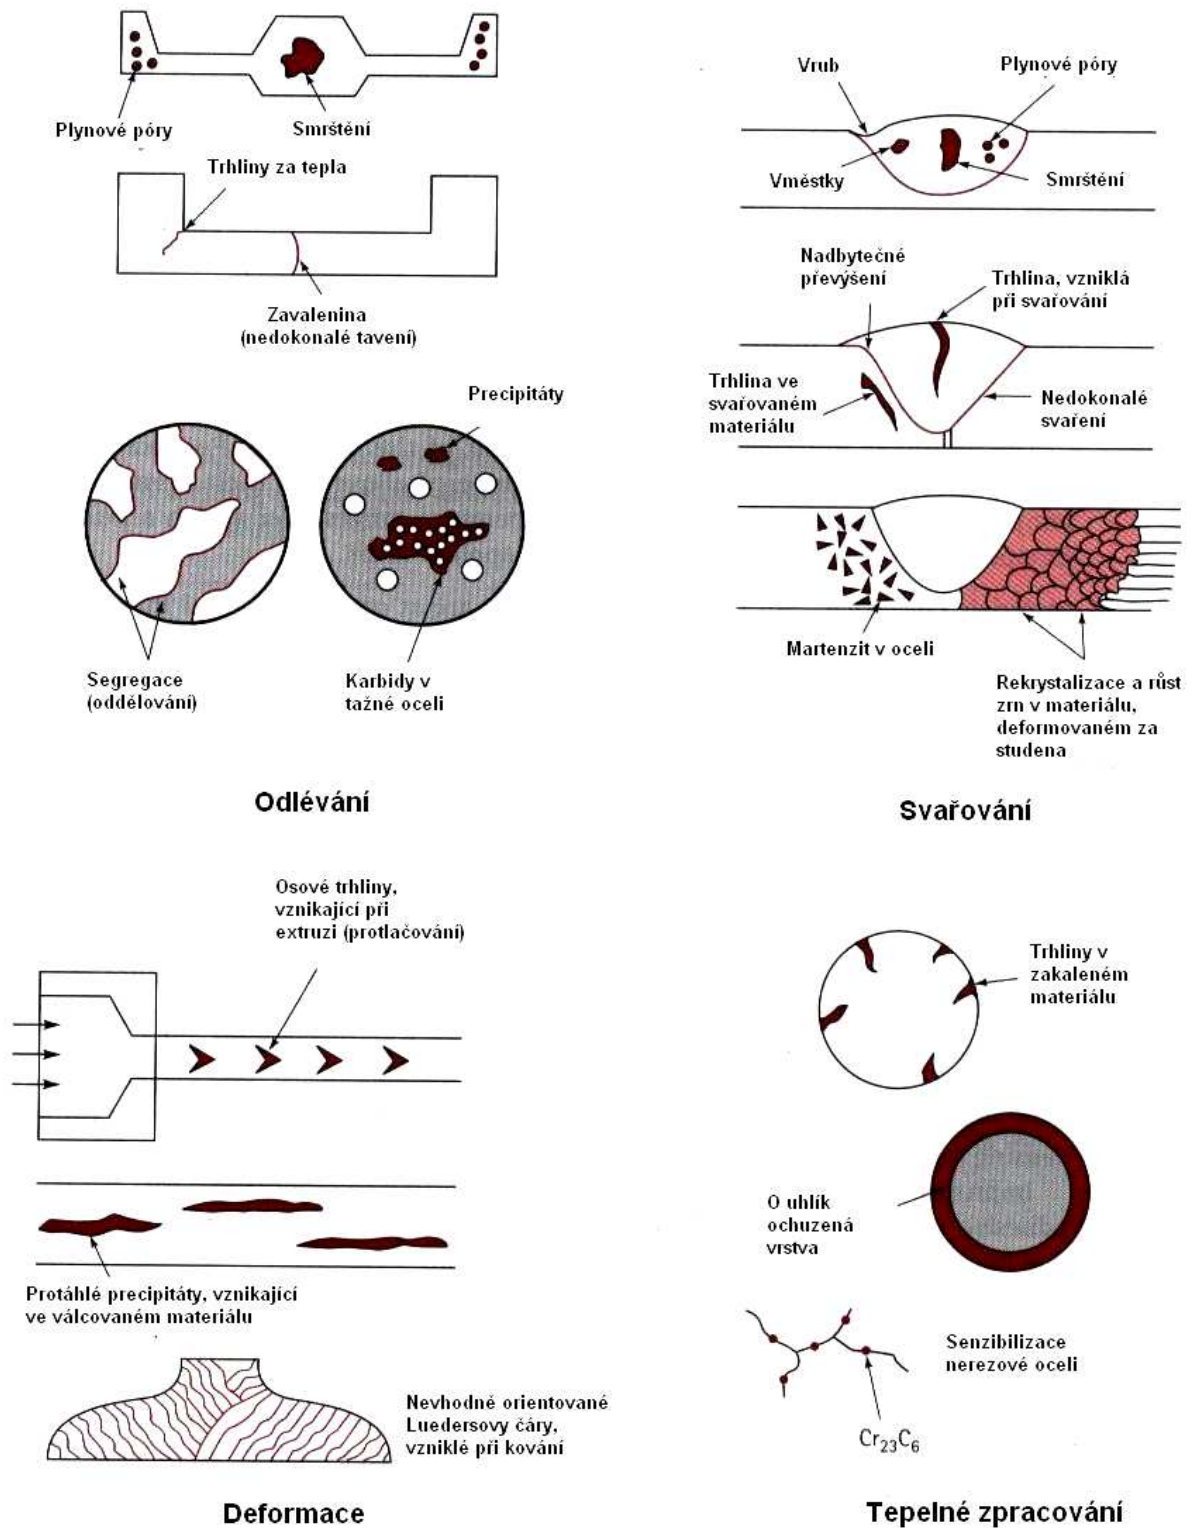 Plynové póry
Smrštění
Trhliny za tepla
Zavalenina
(nedokonalé tavení)
Precipitáty
Segregace
(oddělování)
Karbidy v
tažné oceli
Odlévání
Vrub
Plynové póry
Vměstky
Smrštění
Nadbytečné
převýšení
Trhlina, vzniklá
při svařování
Trhlina ve
svařovaném
materiálu
Nedokonalé
svaření
Martenzit v oceli
Rekrystalizace a růst
zrn v materiálu,
deformovaném za
studena
Svařování
Osové trhliny,
vznikající při
extruzi (protlačování)
Protáhlé precipitáty, vznikající
ve válcovaném materiálu
Nevhodně orientované
Luedersovy čáry,
vzniklé při kování
Deformace
Trhliny v
zakaleném
materiálu
O uhlík
ochuzená
vrstva
Senzibilizace
nerezové oceli
Cr23C6
Tepelné zpracování